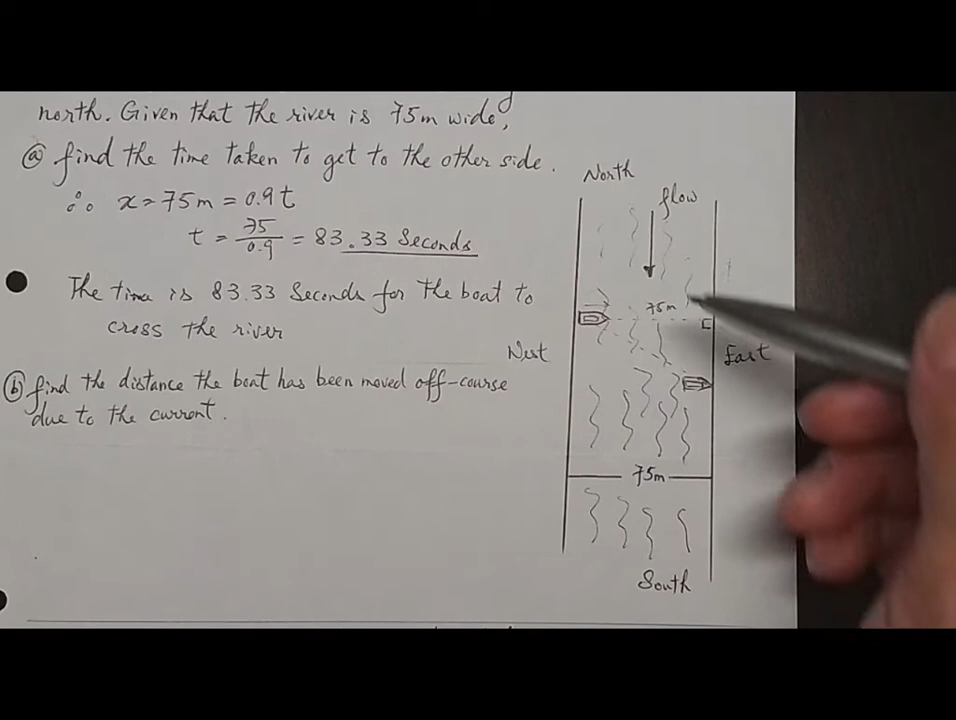 north. Given that the river is 75m wide,
ⓐ find the time taken to get to the other side.
∴ x = 75m = 0.9t
t = 75/0.9 = 83.33 Seconds
The time is 83.33 Seconds for the boat to
cross the river
ⓑ find the distance the boat has been moved off-course
due to the current.
North
flow
75m
West
East
75m
South